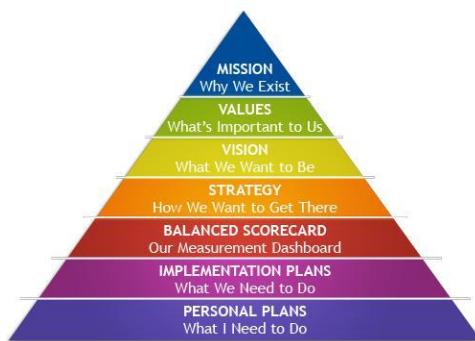 MISSION
Why We Exist
VALUES
What's Important to Us
VISION
What We Want to Be
STRATEGY
How We Want to Get There
BALANCED SCORECARD
Our Measurement Dashboard
IMPLEMENTATION PLANS
What We Need to Do
PERSONAL PLANS
What I Need to Do